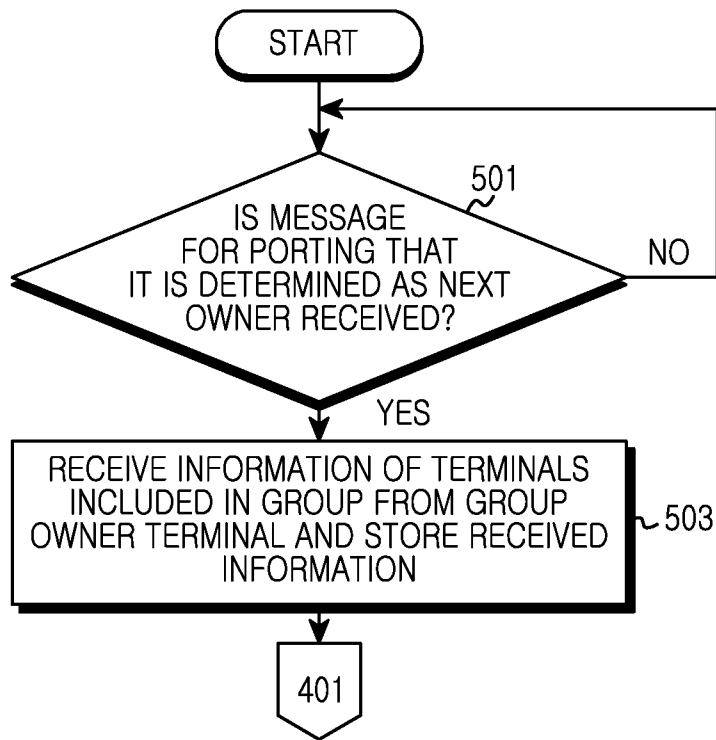 START
501
IS MESSAGE
FOR PORTING THAT
IT IS DETERMINED AS NEXT
OWNER RECEIVED?
NO
YES
RECEIVE INFORMATION OF TERMINALS
INCLUDED IN GROUP FROM GROUP
OWNER TERMINAL AND STORE RECEIVED
INFORMATION
503
401